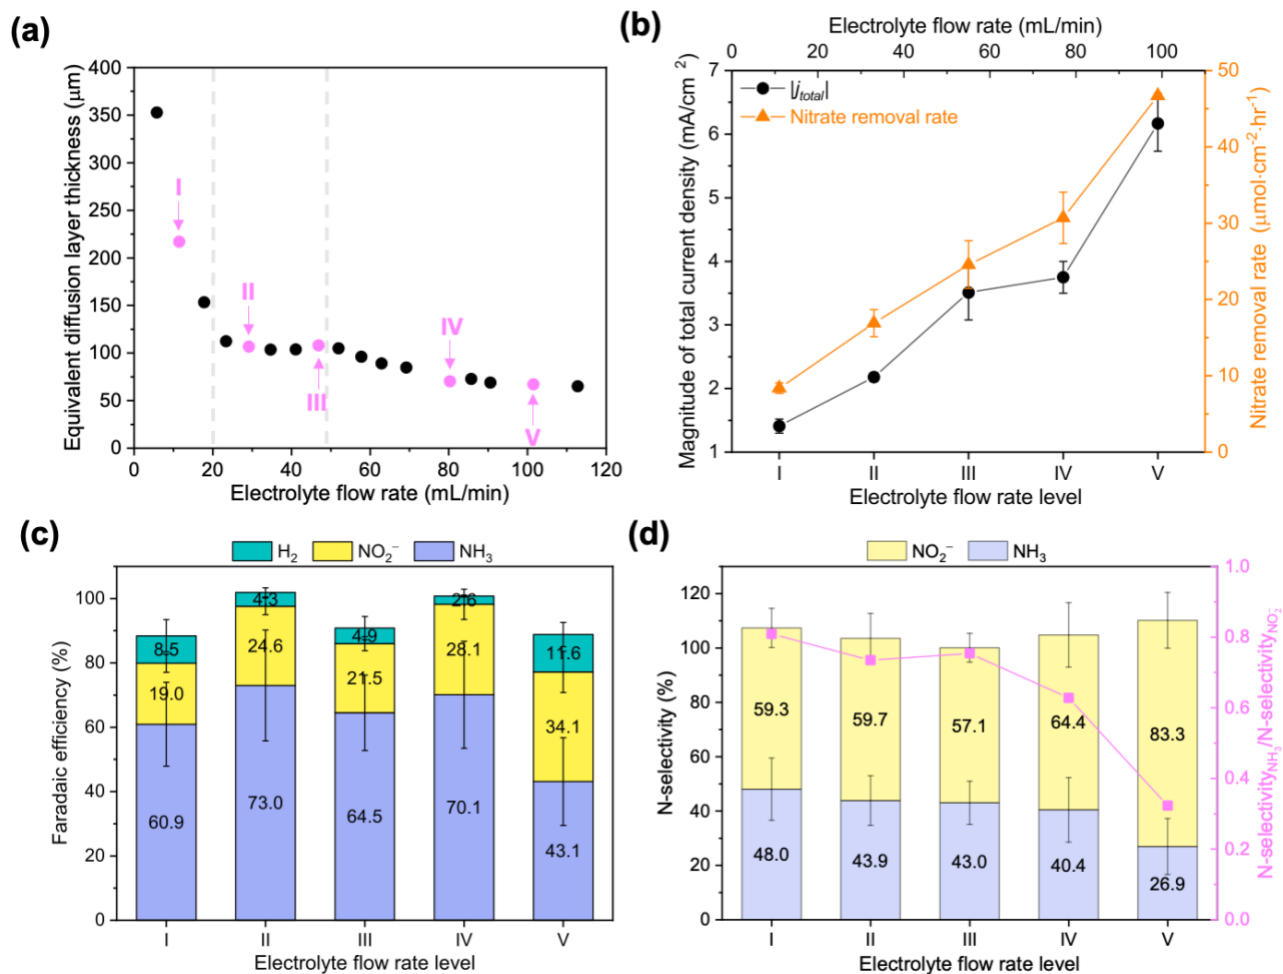 (a)
Equivalent diffusion layer thickness (μm)
400
350
300
250
200
150
100
50
0
I
II
III
IV
V
0 20 40 60 80 100 120
Electrolyte flow rate (mL/min)
(b)
Electrolyte flow rate (mL/min)
0 20 40 60 80 100
|j_total|
Nitrate removal rate
Magnitude of total current density (mA/cm²)
7
6
5
4
3
2
1
50
40
30
20
10
0
Nitrate removal rate (μmol·cm⁻²·hr⁻¹)
I II III IV V
Electrolyte flow rate level
(c)
H₂ NO₂⁻ NH₃
Faradaic efficiency (%)
100
80
60
40
20
0
8.5 4.3 4.9 2.6 11.6
19.0 24.6 21.5 28.1 34.1
60.9 73.0 64.5 70.1 43.1
I II III IV V
Electrolyte flow rate level
(d)
NO₂⁻ NH₃
N-selectivity (%)
120
100
80
60
40
20
0
59.3 59.7 57.1 64.4 83.3
48.0 43.9 43.0 40.4 26.9
1.0
0.8
0.6
0.4
0.2
0.0
N-selectivity_NH₃/N-selectivity_NO₂⁻
I II III IV V
Electrolyte flow rate level